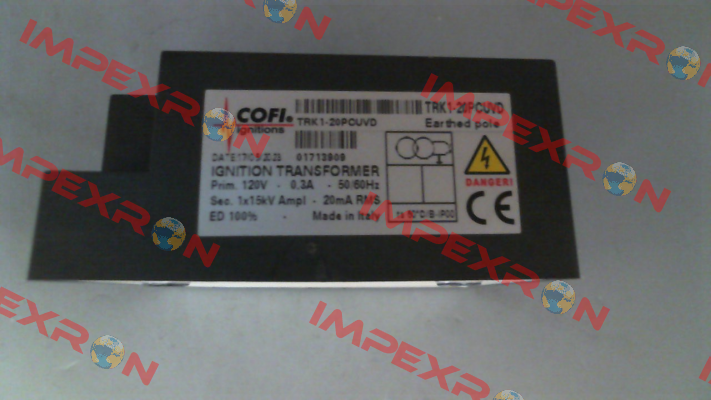 COFI.
ignitions
TRK1-20PCUVD
TRK1-20PCUVD
Earthed pole
IGNITION TRANSFORMER
Prim. 120V - 0,3A - 50/60Hz
Sec. 1x15kV Ampl - 20mA RMS
ED 100% - Made in Italy
DANGER!
CE
IMPEXRON
IMPEXRON
IMPEXRON
IMPEXRON
IMPEXRON
IMPEXRON
IMPEXRON